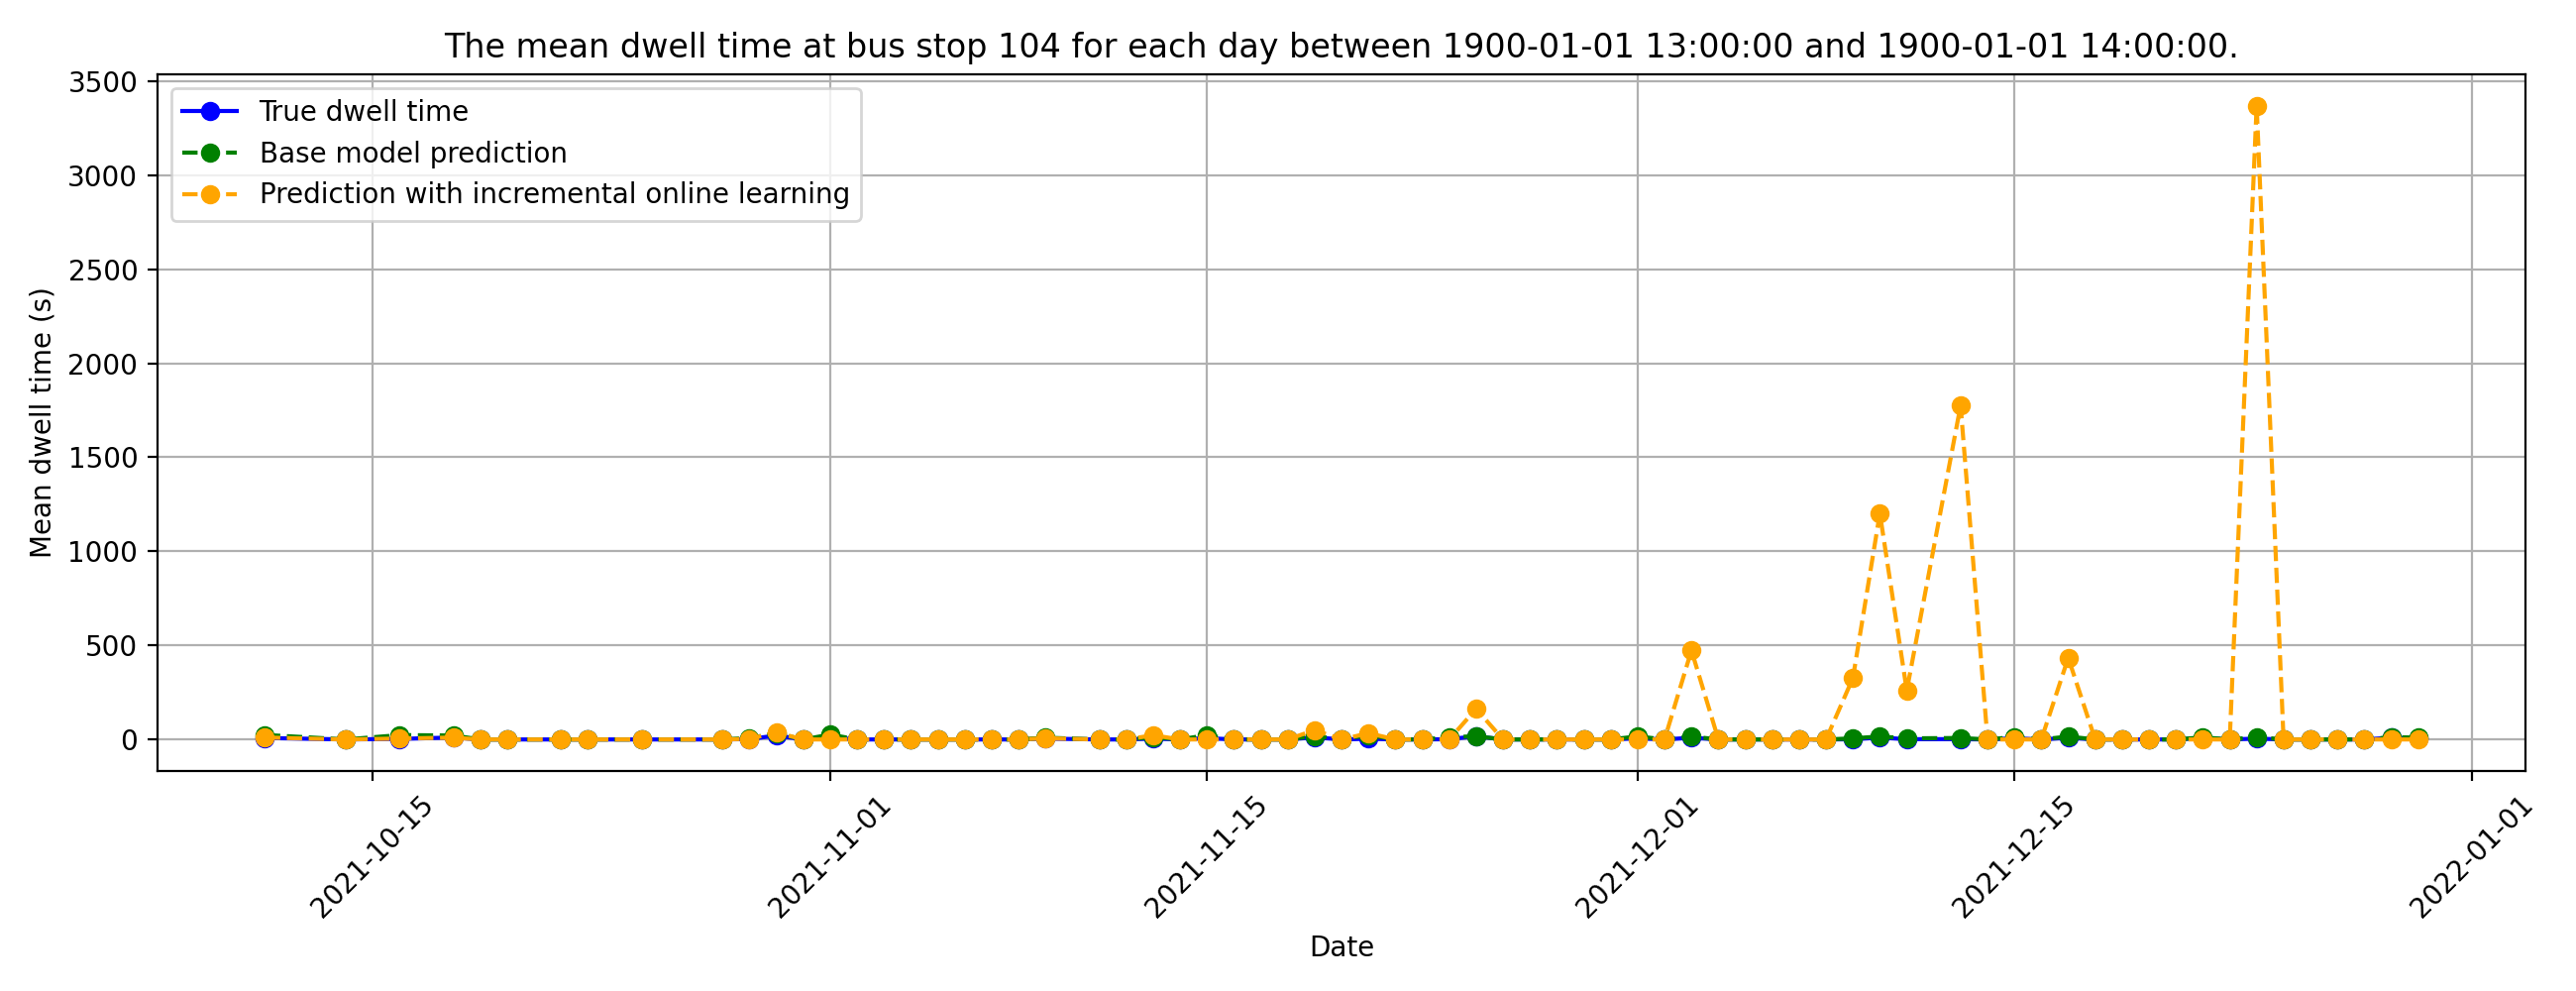 The mean dwell time at bus stop 104 for each day between 1900-01-01 13:00:00 and 1900-01-01 14:00:00.
True dwell time
Base model prediction
Prediction with incremental online learning
Mean dwell time (s)
3500
3000
2500
2000
1500
1000
500
0
2021-10-15
2021-11-01
2021-11-15
2021-12-01
2021-12-15
2022-01-01
Date